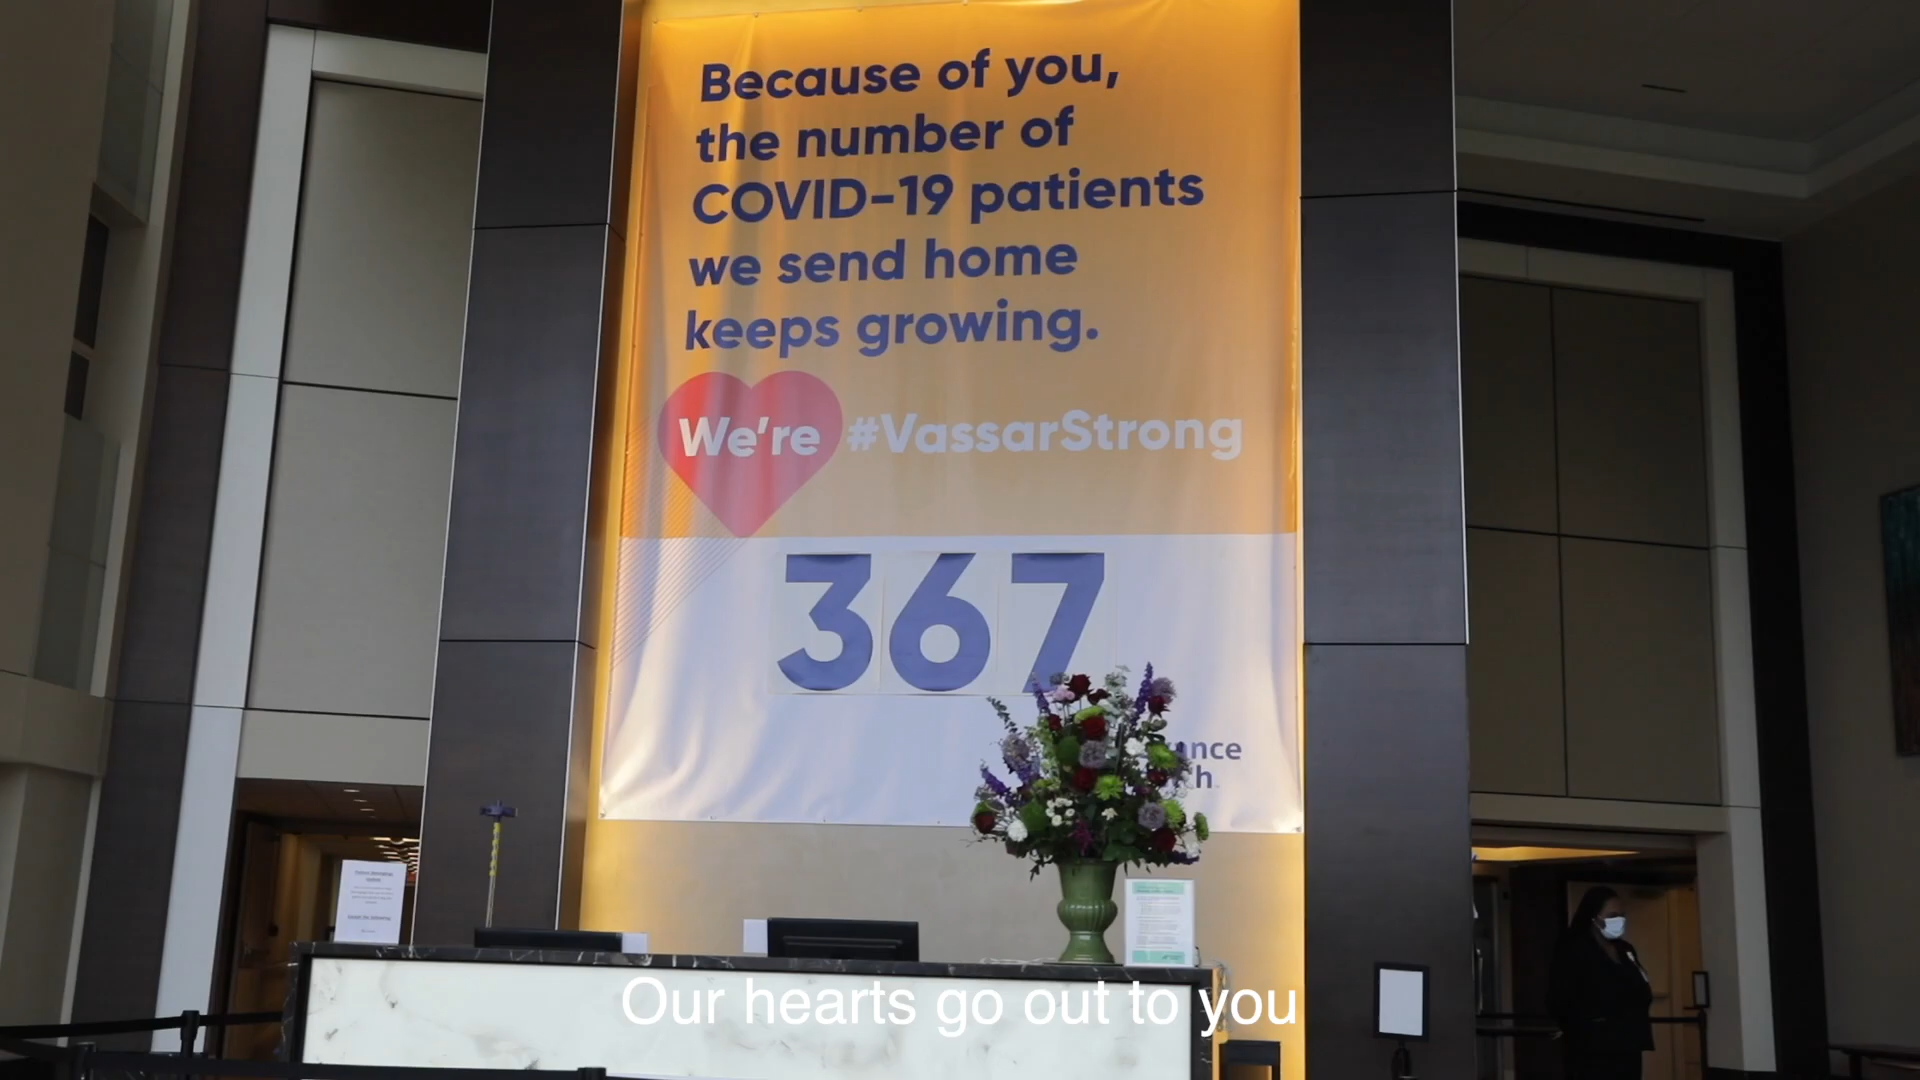 Because of you,
the number of
COVID-19 patients
we send home
keeps growing.
We're #VassarStrong
367
Our hearts go out to you